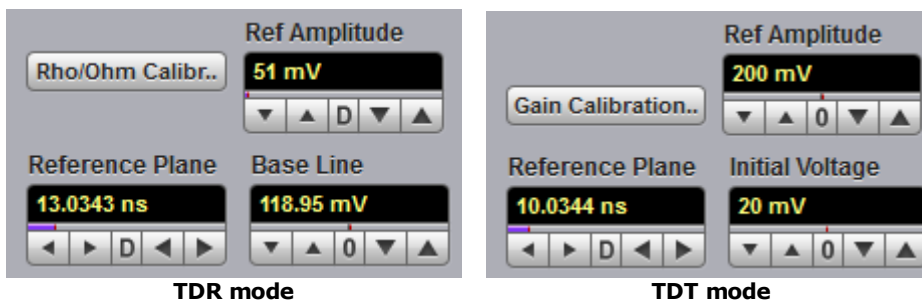 Ref Amplitude
Rho/Ohm Calibr..
51 mV
D
Reference Plane
Base Line
13.0343 ns
118.95 mV
D
0
TDR mode
Ref Amplitude
200 mV
Gain Calibration..
0
Reference Plane
Initial Voltage
10.0344 ns
20 mV
D
0
TDT mode